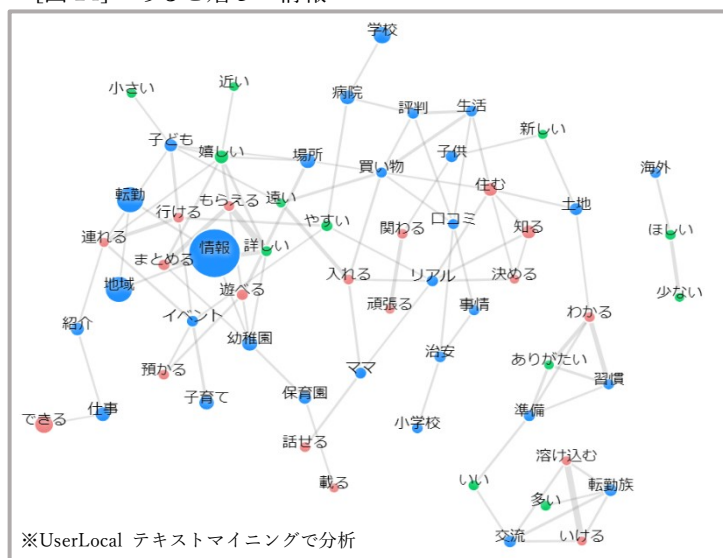 学校
小さい
近い
病院
評判
生活
子ども
嬉しい
場所
買い物
子供
新しい
海外
転勤
行ける
もらえる
遠い
やすい
関わる
口コミ
住む
土地
連れる
まとめる
情報
詳しい
入れる
リアル
知る
決める
ほしい
地域
遊べる
頑張る
事情
少ない
紹介
イベント
幼稚園
わかる
預かる
ママ
治安
ありがたい
習慣
できる
仕事
子育て
保育園
小学校
準備
話せる
溶け込む
載る
いい
多い
転勤族
交流
いける
※UserLocal テキストマイニングで分析